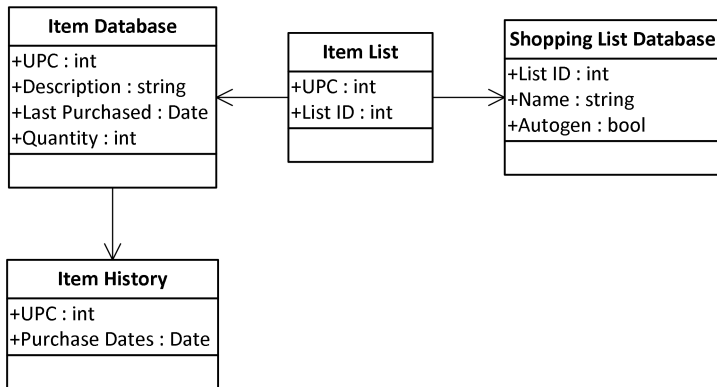 Item Database
+UPC : int
+Description : string
+Last Purchased : Date
+Quantity : int
Item List
+UPC : int
+List ID : int
Shopping List Database
+List ID : int
+Name : string
+Autogen : bool
Item History
+UPC : int
+Purchase Dates : Date